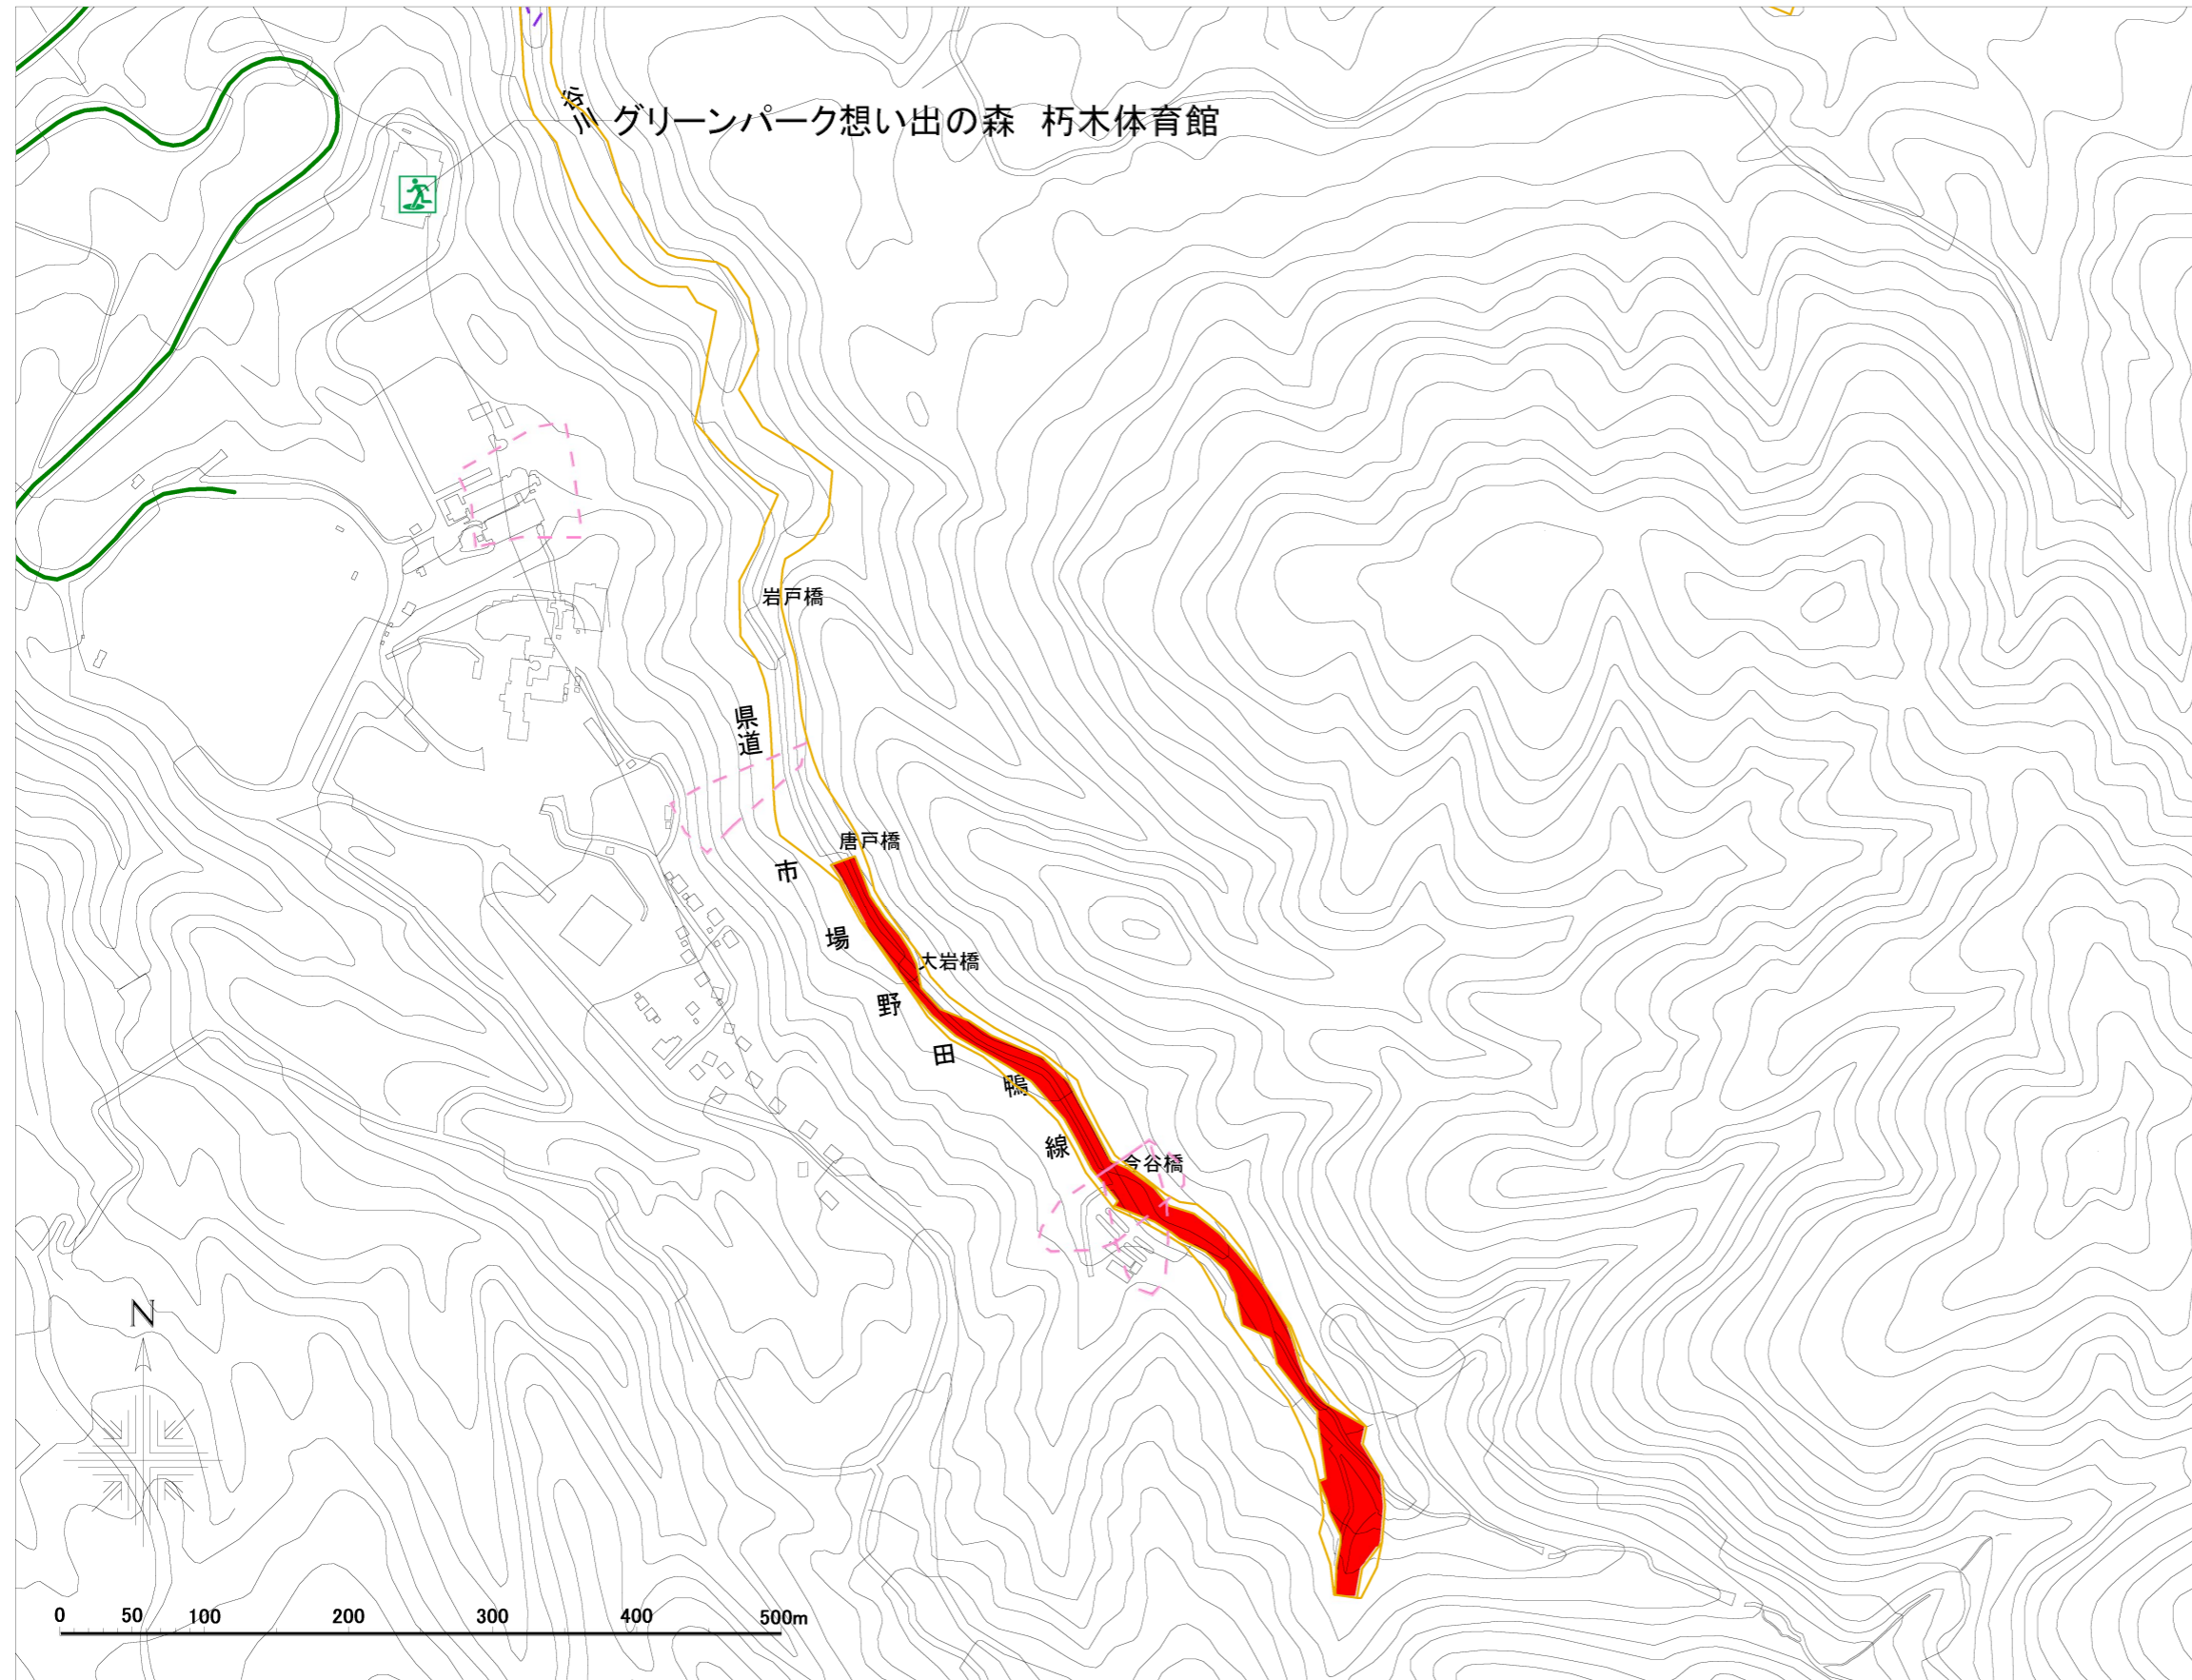 谷川
グリーンパーク想い出の森　朽木体育館
岩戸橋
県道
唐戸橋
市場野田鴨線
大岩橋
今谷橋
N
0 50 100 200 300 400 500m